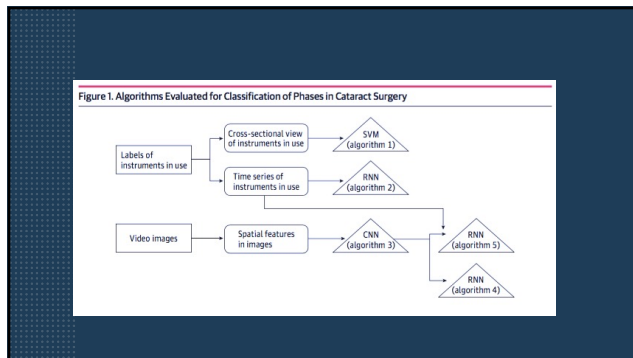 Figure 1. Algorithms Evaluated for Classification of Phases in Cataract Surgery
Labels of
instruments in use
Cross-sectional view
of instruments in use
SVM
(algorithm 1)
Time series of
instruments in use
RNN
(algorithm 2)
Video images
Spatial features
in images
CNN
(algorithm 3)
RNN
(algorithm 5)
RNN
(algorithm 4)